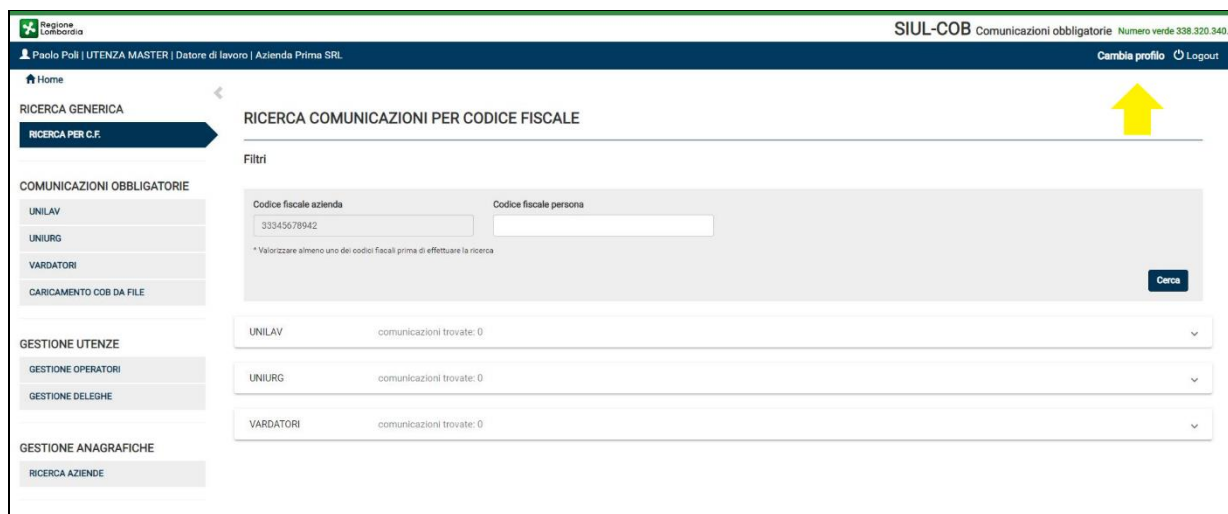 Regione
Lombardia
SIUL-COB Comunicazioni obbligatorie Numero verde 338.320.340.
Paolo Poli | UTENZA MASTER | Datore di lavoro | Azienda Prima SRL
Cambia profilo Logout
Home
RICERCA GENERICA
RICERCA PER C.F.
COMUNICAZIONI OBBLIGATORIE
UNILAV
UNIURG
VARDATORI
CARICAMENTO COB DA FILE
GESTIONE UTENZE
GESTIONE OPERATORI
GESTIONE DELEGHE
GESTIONE ANAGRAFICHE
RICERCA AZIENDE
RICERCA COMUNICAZIONI PER CODICE FISCALE
Filtri
Codice fiscale azienda Codice fiscale persona
33345678942
* Valorizzare almeno uno dei codici fiscali prima di effettuare la ricerca
Cerca
UNILAV comunicazioni trovate: 0
UNIURG comunicazioni trovate: 0
VARDATORI comunicazioni trovate: 0